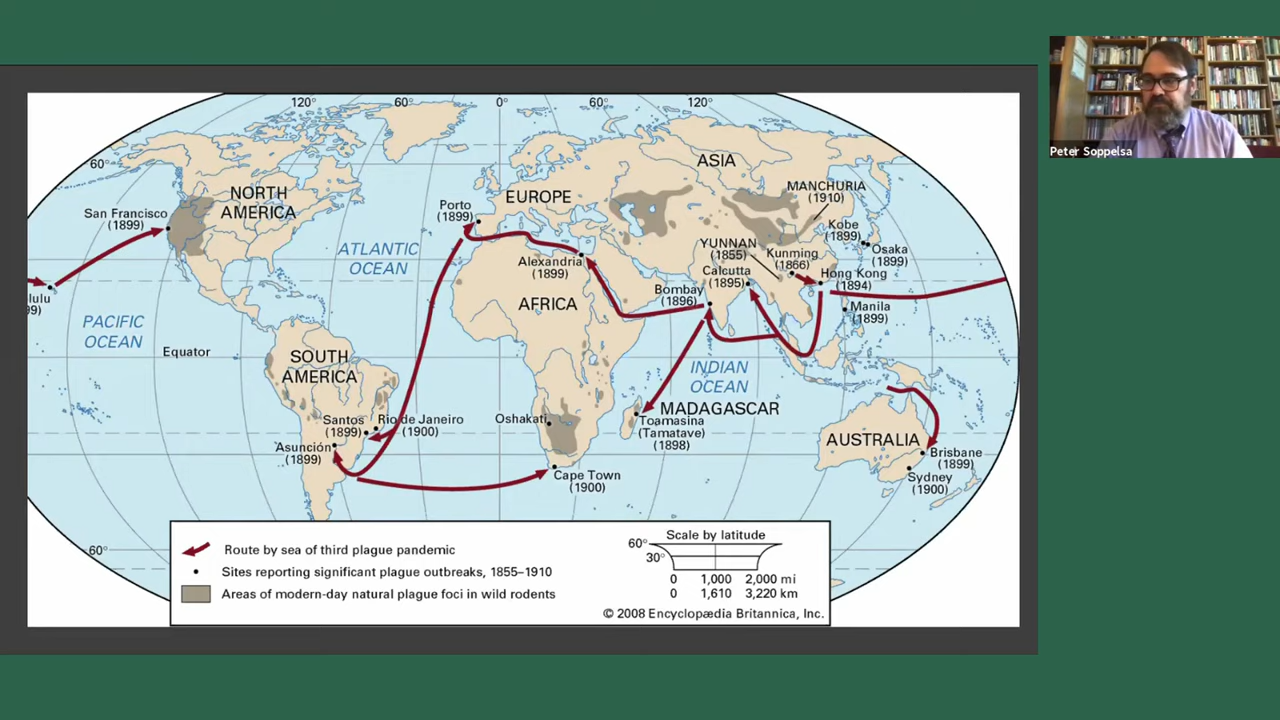 120°
60°
0°
60°
120°
60°
NORTH
AMERICA
San Francisco
(1899)
lulu
99)
PACIFIC
OCEAN
Equator
ATLANTIC
OCEAN
SOUTH
AMERICA
Santos
(1899)
Rio de Janeiro
(1900)
Asunción
(1899)
Porto
(1899)
EUROPE
Alexandria
(1899)
AFRICA
Oshakati
Cape Town
(1900)
ASIA
MANCHURIA
(1910)
Kobe
(1899)
Osaka
(1899)
YUNNAN
(1855)
Kunming
(1866)
Calcutta
(1895)
Hong Kong
(1894)
Bombay
(1896)
Manila
(1899)
INDIAN
OCEAN
MADAGASCAR
Toamasina
(Tamatave)
(1898)
AUSTRALIA
Brisbane
(1899)
Sydney
(1900)
60°
Route by sea of third plague pandemic
Sites reporting significant plague outbreaks, 1855–1910
Areas of modern-day natural plague foci in wild rodents
Scale by latitude
60°
30°
0 1,000 2,000 mi
0 1,610 3,220 km
© 2008 Encyclopædia Britannica, Inc.
Peter Soppelsa